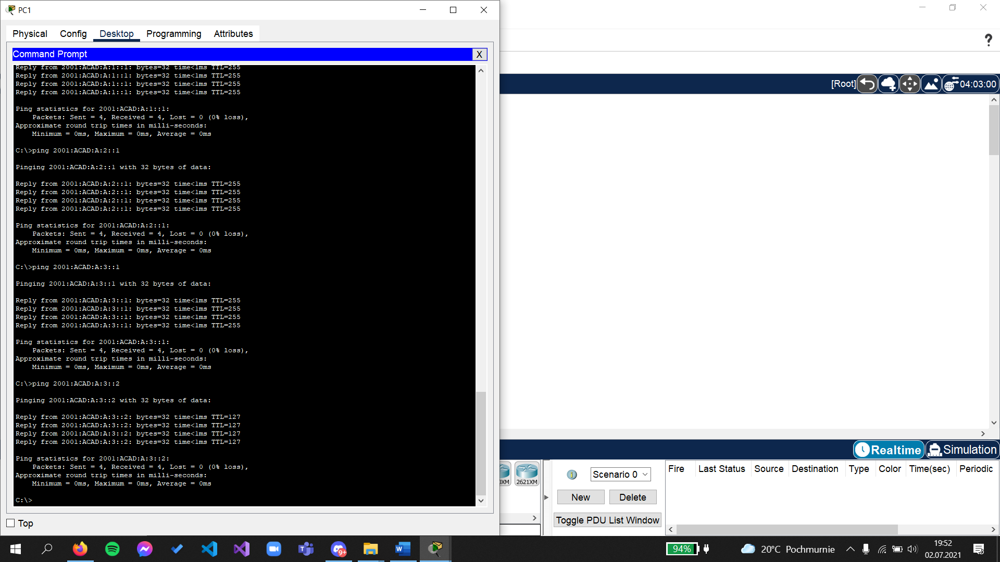 PC1
Physical Config Desktop Programming Attributes
Command Prompt X
Reply from 2001:ACAD:A:1::1: bytes=32 time<1ms TTL=255
Reply from 2001:ACAD:A:1::1: bytes=32 time<1ms TTL=255
Reply from 2001:ACAD:A:1::1: bytes=32 time<1ms TTL=255
Reply from 2001:ACAD:A:1::1: bytes=32 time<1ms TTL=255
Ping statistics for 2001:ACAD:A:1::1:
Packets: Sent = 4, Received = 4, Lost = 0 (0% loss),
Approximate round trip times in milli-seconds:
Minimum = 0ms, Maximum = 0ms, Average = 0ms
C:\>ping 2001:ACAD:A:2::1
Pinging 2001:ACAD:A:2::1 with 32 bytes of data:
Reply from 2001:ACAD:A:2::1: bytes=32 time<1ms TTL=255
Reply from 2001:ACAD:A:2::1: bytes=32 time<1ms TTL=255
Reply from 2001:ACAD:A:2::1: bytes=32 time<1ms TTL=255
Reply from 2001:ACAD:A:2::1: bytes=32 time<1ms TTL=255
Ping statistics for 2001:ACAD:A:2::1:
Packets: Sent = 4, Received = 4, Lost = 0 (0% loss),
Approximate round trip times in milli-seconds:
Minimum = 0ms, Maximum = 0ms, Average = 0ms
C:\>ping 2001:ACAD:A:3::1
Pinging 2001:ACAD:A:3::1 with 32 bytes of data:
Reply from 2001:ACAD:A:3::1: bytes=32 time<1ms TTL=255
Reply from 2001:ACAD:A:3::1: bytes=32 time<1ms TTL=255
Reply from 2001:ACAD:A:3::1: bytes=32 time<1ms TTL=255
Reply from 2001:ACAD:A:3::1: bytes=32 time<1ms TTL=255
Ping statistics for 2001:ACAD:A:3::1:
Packets: Sent = 4, Received = 4, Lost = 0 (0% loss),
Approximate round trip times in milli-seconds:
Minimum = 0ms, Maximum = 0ms, Average = 0ms
C:\>ping 2001:ACAD:A:3::2
Pinging 2001:ACAD:A:3::2 with 32 bytes of data:
Reply from 2001:ACAD:A:3::2: bytes=32 time<1ms TTL=127
Reply from 2001:ACAD:A:3::2: bytes=32 time<1ms TTL=127
Reply from 2001:ACAD:A:3::2: bytes=32 time<1ms TTL=127
Reply from 2001:ACAD:A:3::2: bytes=32 time<1ms TTL=127
Ping statistics for 2001:ACAD:A:3::2:
Packets: Sent = 4, Received = 4, Lost = 0 (0% loss),
Approximate round trip times in milli-seconds:
Minimum = 0ms, Maximum = 0ms, Average = 0ms
C:\>
Top
?
[Root] 04:03:00
Realtime Simulation
0XM 2621XM
Scenario 0
New Delete
Toggle PDU List Window
Fire Last Status Source Destination Type Color Time(sec) Periodic
9+
94% 20°C Pochmurnie
19:52
02.07.2021